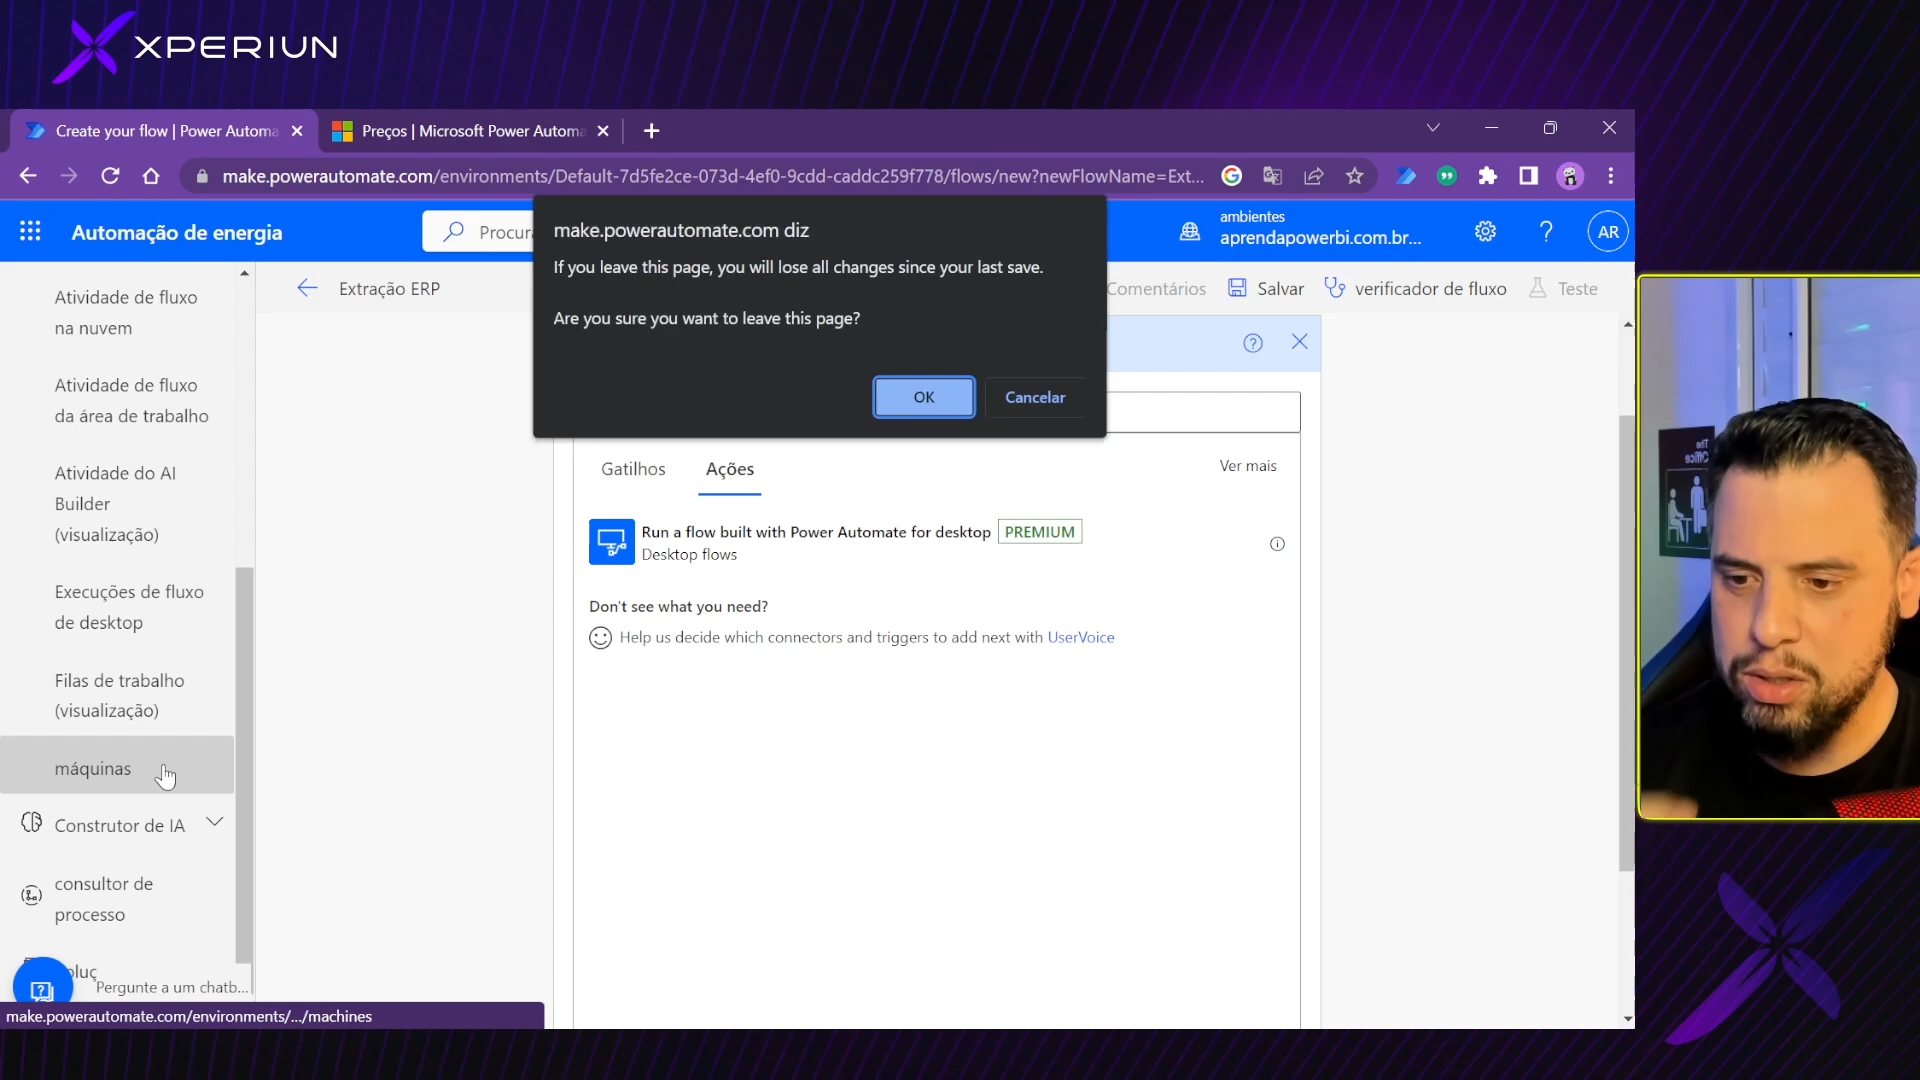 XPERIUN
Create your flow | Power Automa
Preços | Microsoft Power Autom
make.powerautomate.com/environments/Default-7d5fe2ce-073d-4ef0-9cdd-caddc259f778/flows/new?newFlowName=Ext...
Automação de energia
Procur
ambientes
aprendapowerbi.com.br...
AR
make.powerautomate.com diz
If you leave this page, you will lose all changes since your last save.
Are you sure you want to leave this page?
OK
Cancelar
Extração ERP
Comentários
Salvar
verificador de fluxo
Teste
Atividade de fluxo
na nuvem
Atividade de fluxo
da área de trabalho
Atividade do AI
Builder
(visualização)
Execuções de fluxo
de desktop
Filas de trabalho
(visualização)
máquinas
Construtor de IA
consultor de
processo
oluç
Pergunte a um chatb...
make.powerautomate.com/environments/.../machines
Gatilhos
Ações
Ver mais
Run a flow built with Power Automate for desktop
PREMIUM
Desktop flows
Don't see what you need?
Help us decide which connectors and triggers to add next with UserVoice
The
Office